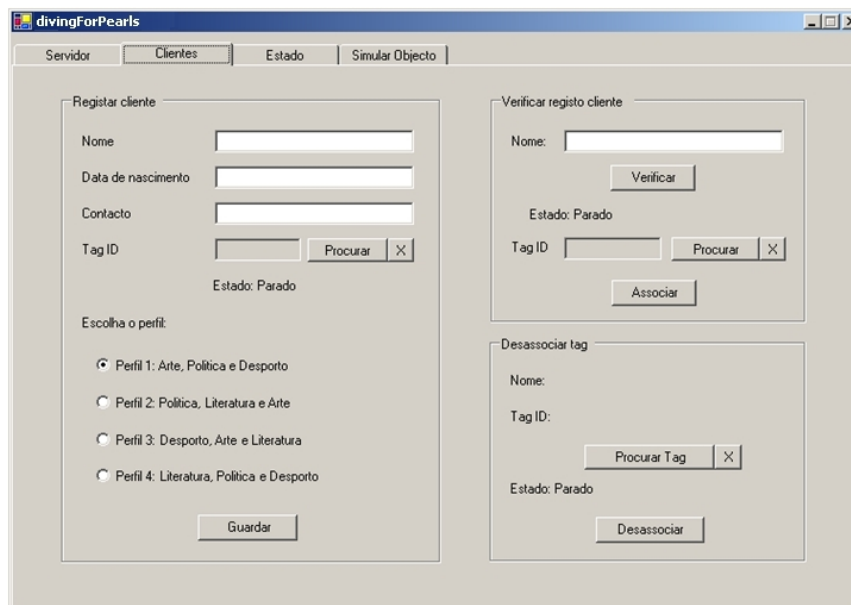 divingForPearls
Servidor
Clientes
Estado
Simular Objecto
Registar cliente
Nome
Data de nascimento
Contacto
Tag ID
Procurar
X
Estado: Parado
Escolha o perfil:
Perfil 1: Arte, Politica e Desporto
Perfil 2: Politica, Literatura e Arte
Perfil 3: Desporto, Arte e Literatura
Perfil 4: Literatura, Politica e Desporto
Guardar
Verificar registo cliente
Nome:
Verificar
Estado: Parado
Tag ID
Procurar
X
Associar
Desassociar tag
Nome:
Tag ID:
Procurar Tag
X
Estado: Parado
Desassociar